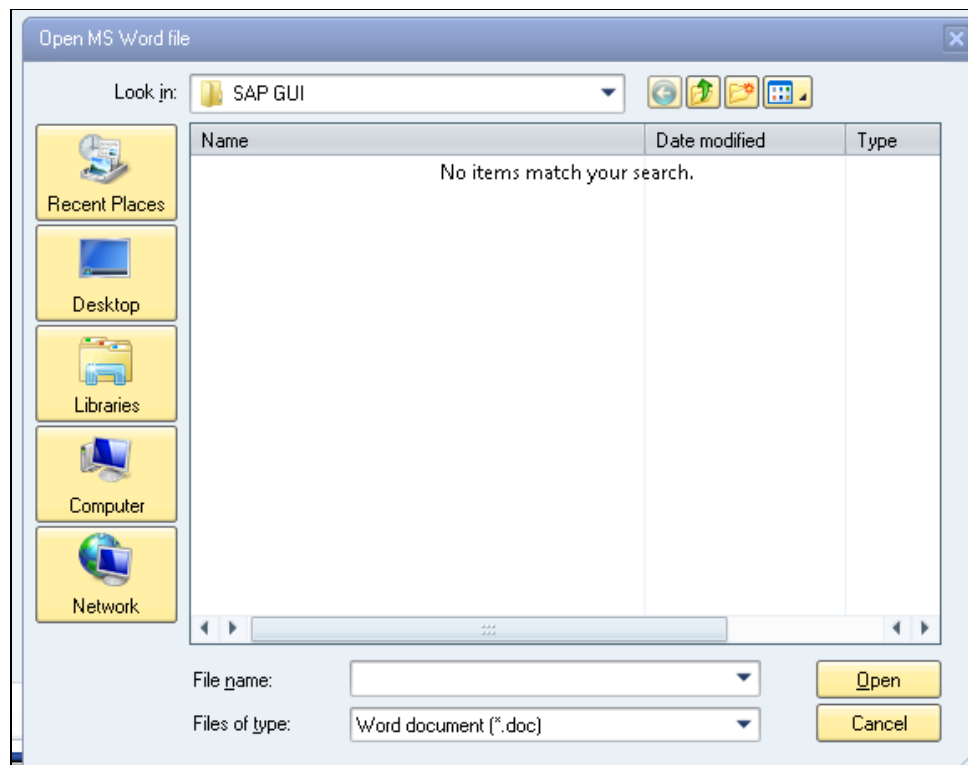 Open MS Word file
Look in: SAP GUI
Name Date modified Type
No items match your search.
Recent Places
Desktop
Libraries
Computer
Network
File name: Open
Files of type: Word document (*.doc) Cancel